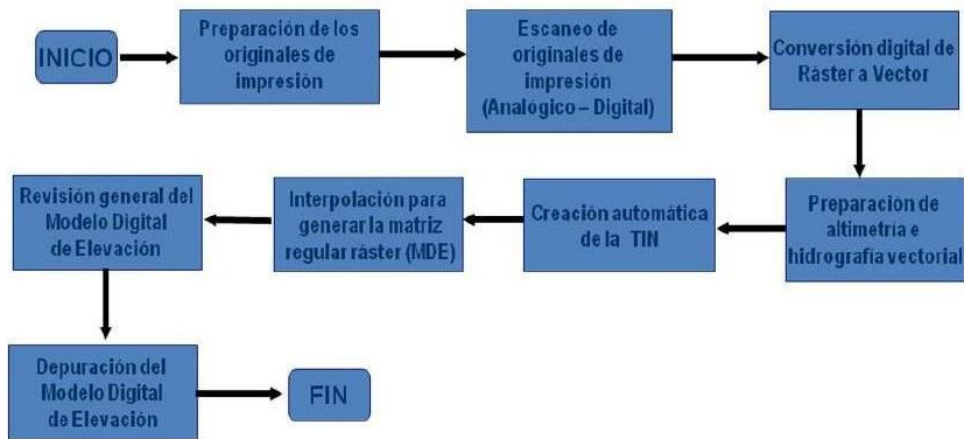 INICIO
Preparación de los
originales de
impresión
Escaneo de
originales de
impresión
(Analógico – Digital)
Conversión digital de
Ráster a Vector
Preparación de
altimetría e
hidrografía vectorial
Creación automática
de la TIN
Interpolación para
generar la matriz
regular ráster (MDE)
Revisión general del
Modelo Digital
de Elevación
Depuración del
Modelo Digital
de Elevación
FIN